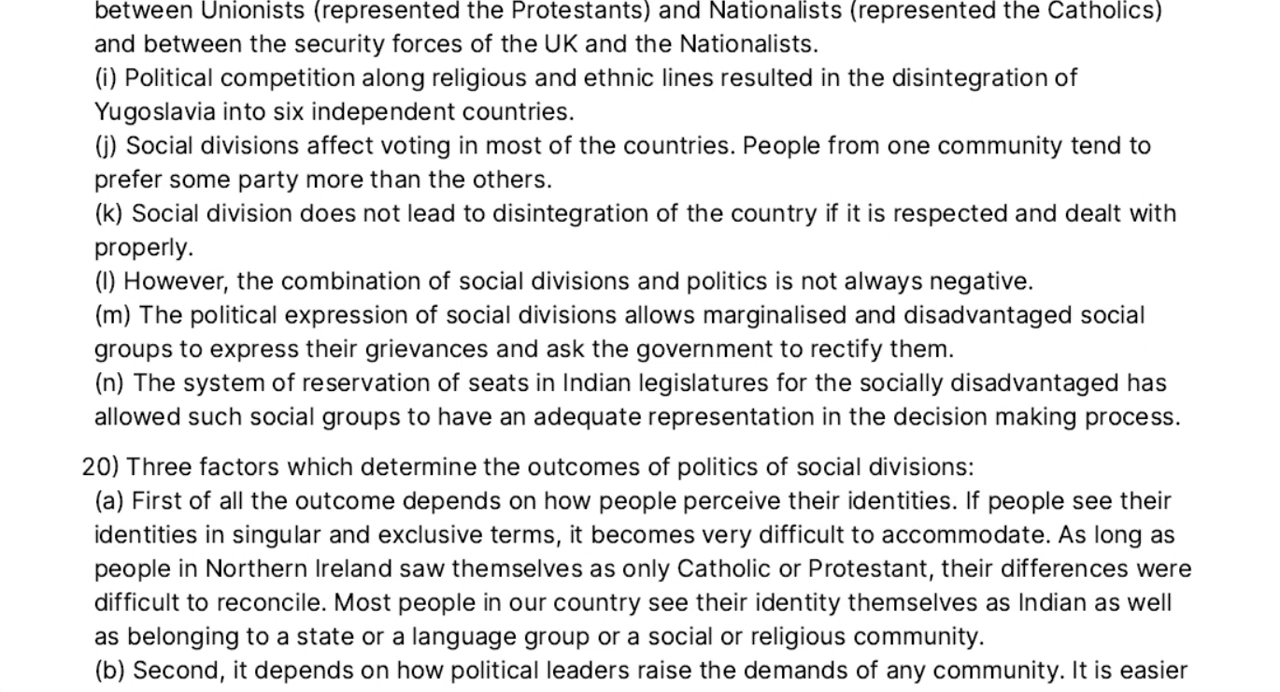 between Unionists (represented the Protestants) and Nationalists (represented the Catholics)
and between the security forces of the UK and the Nationalists.
(i) Political competition along religious and ethnic lines resulted in the disintegration of
Yugoslavia into six independent countries.
(j) Social divisions affect voting in most of the countries. People from one community tend to
prefer some party more than the others.
(k) Social division does not lead to disintegration of the country if it is respected and dealt with
properly.
(l) However, the combination of social divisions and politics is not always negative.
(m) The political expression of social divisions allows marginalised and disadvantaged social
groups to express their grievances and ask the government to rectify them.
(n) The system of reservation of seats in Indian legislatures for the socially disadvantaged has
allowed such social groups to have an adequate representation in the decision making process.
20) Three factors which determine the outcomes of politics of social divisions:
(a) First of all the outcome depends on how people perceive their identities. If people see their
identities in singular and exclusive terms, it becomes very difficult to accommodate. As long as
people in Northern Ireland saw themselves as only Catholic or Protestant, their differences were
difficult to reconcile. Most people in our country see their identity themselves as Indian as well
as belonging to a state or a language group or a social or religious community.
(b) Second, it depends on how political leaders raise the demands of any community. It is easier